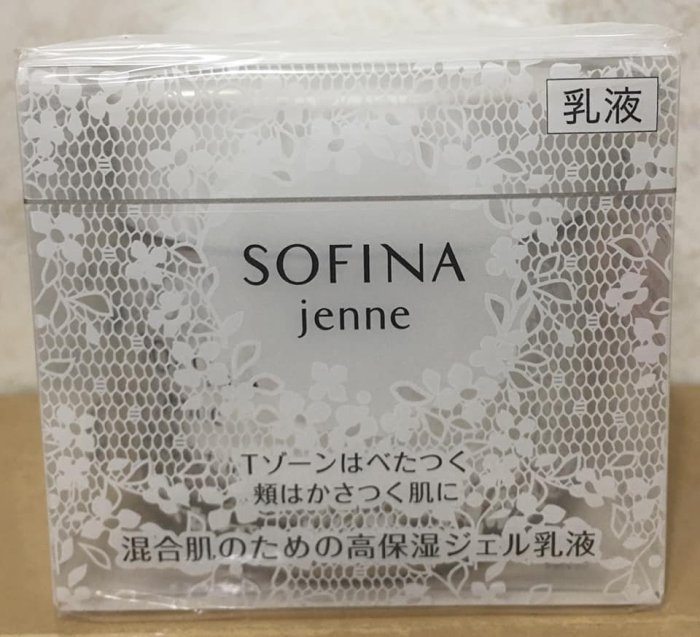 乳液
SOFINA
jenne
Tゾーンはべたつく
頬はかさつく肌に
混合肌のための高保湿ジェル乳液